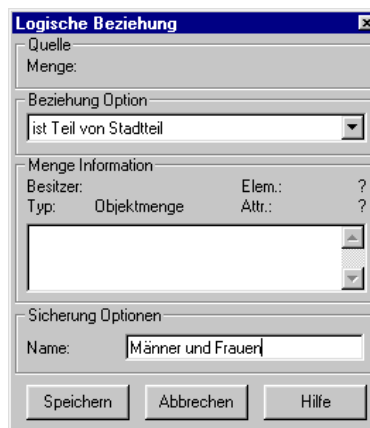 Logische Beziehung
Quelle
Menge:
Beziehung Option
ist Teil von Stadtteil
Menge Information
Besitzer: Elem.: ?
Typ: Objektmenge Attr.: ?
Sicherung Optionen
Name: Männer und Frauen
Speichern Abbrechen Hilfe